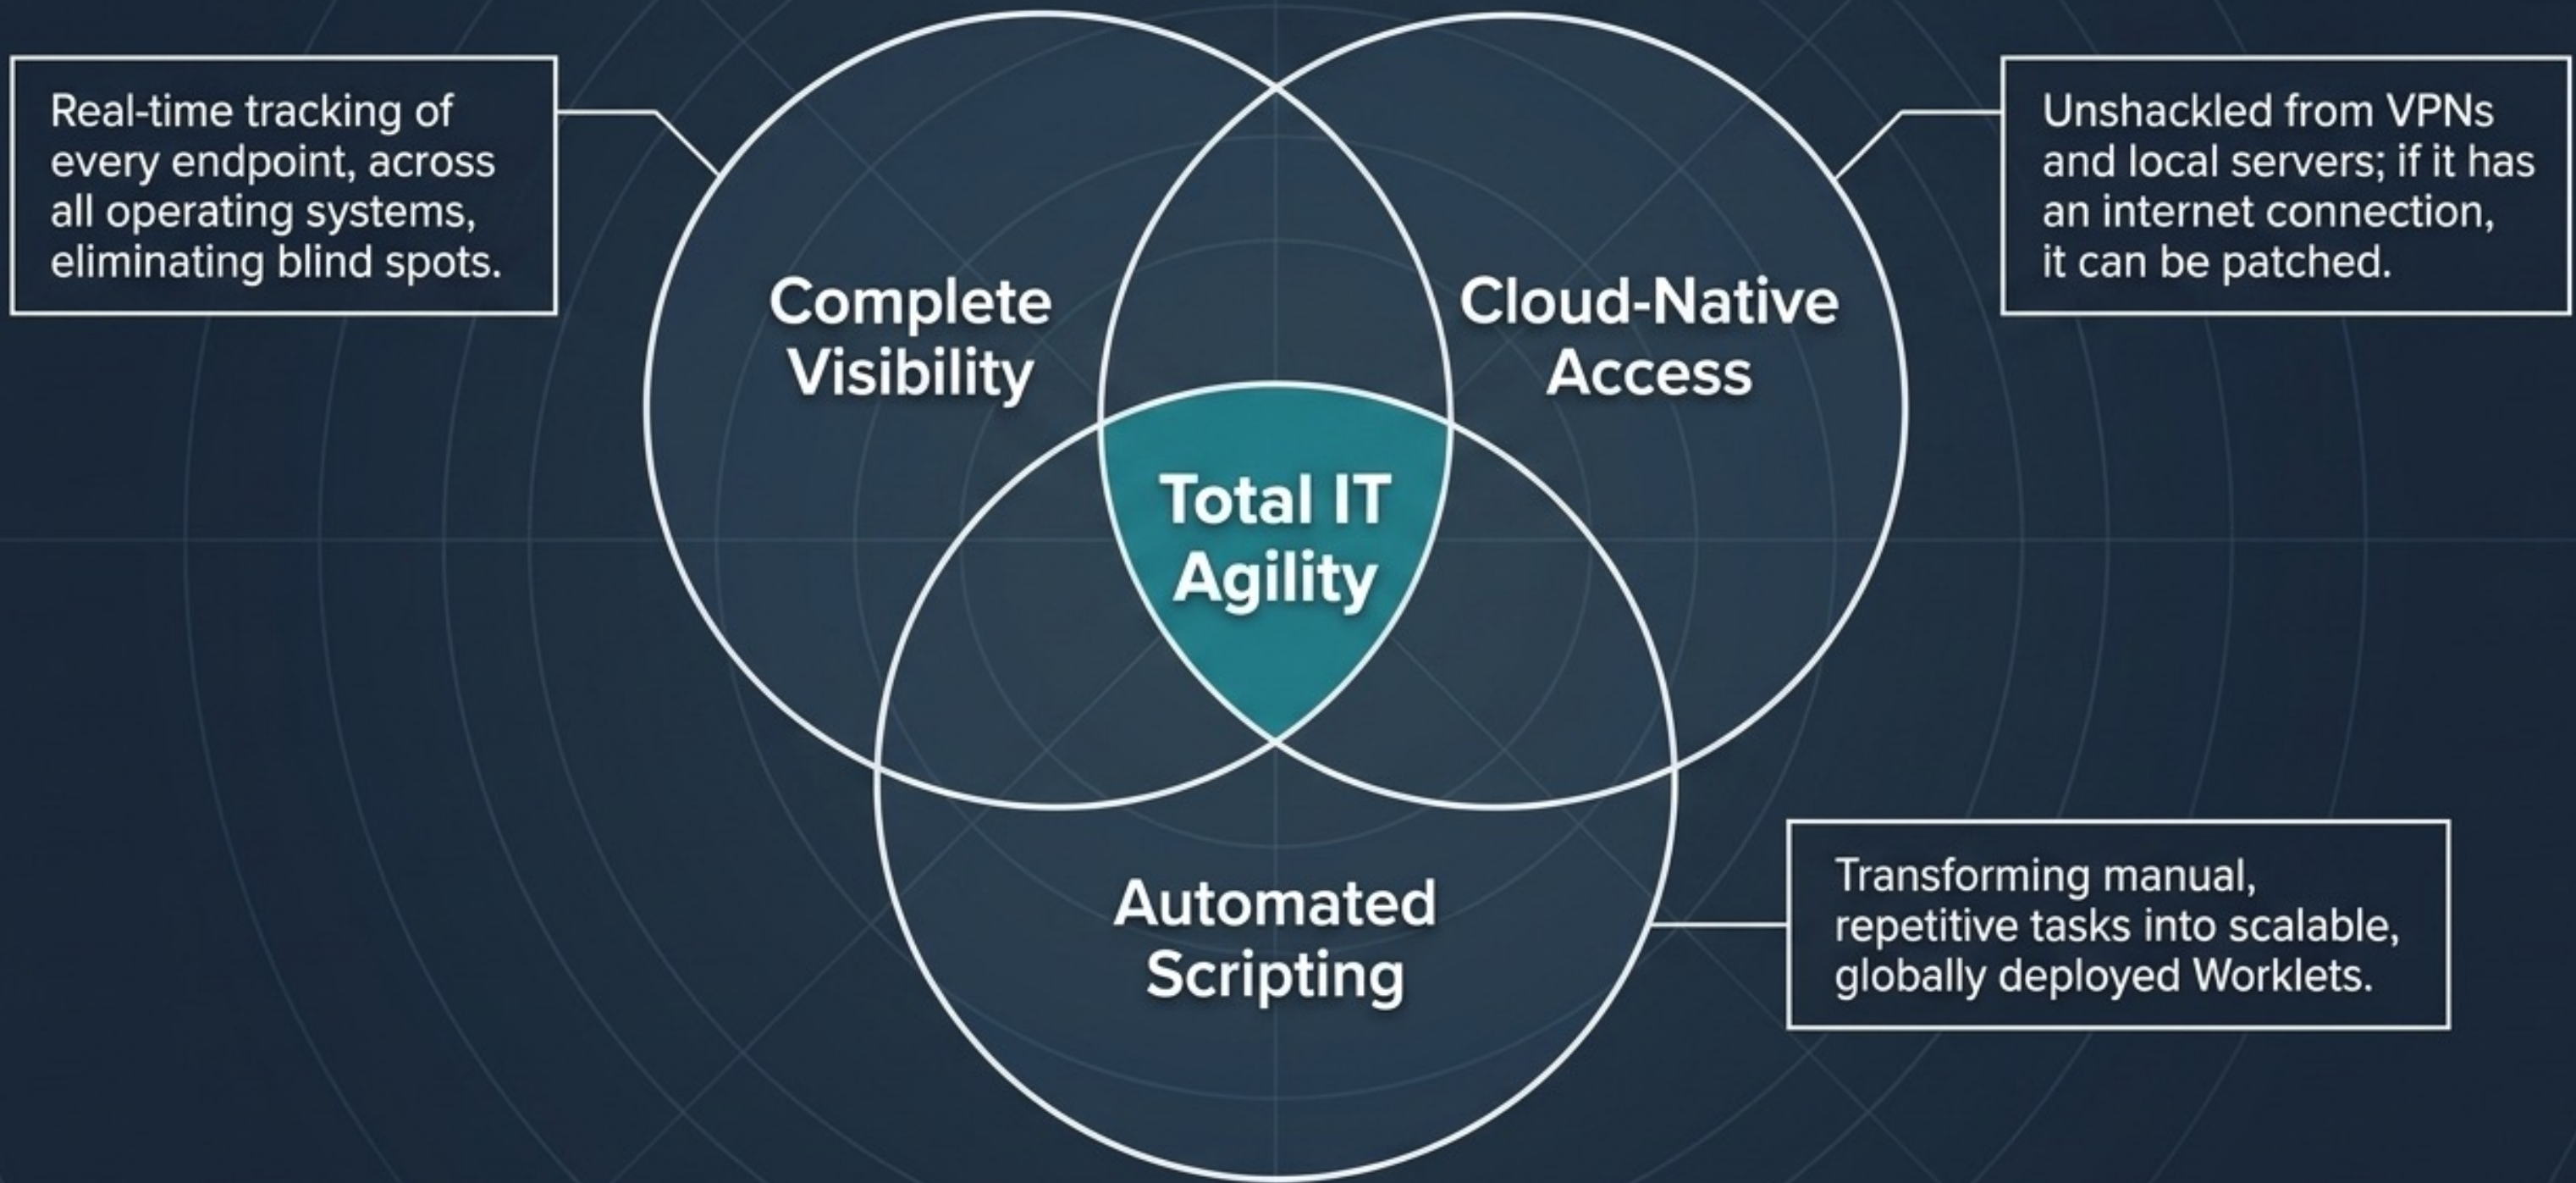 Real-time tracking of
every endpoint, across
all operating systems,
eliminating blind spots.
Complete
Visibility
Cloud-Native
Access
Unshackled from VPNs
and local servers; if it has
an internet connection,
it can be patched.
Total IT
Agility
Automated
Scripting
Transforming manual,
repetitive tasks into scalable,
globally deployed Worklets.